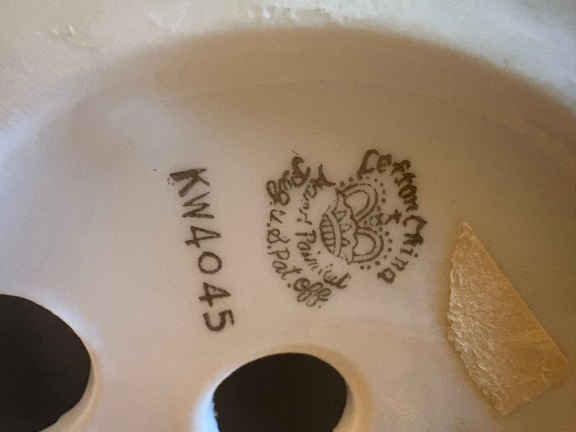 Lefton China
Hand Painted
Reg. U.S. Pat. Off.
KW4045